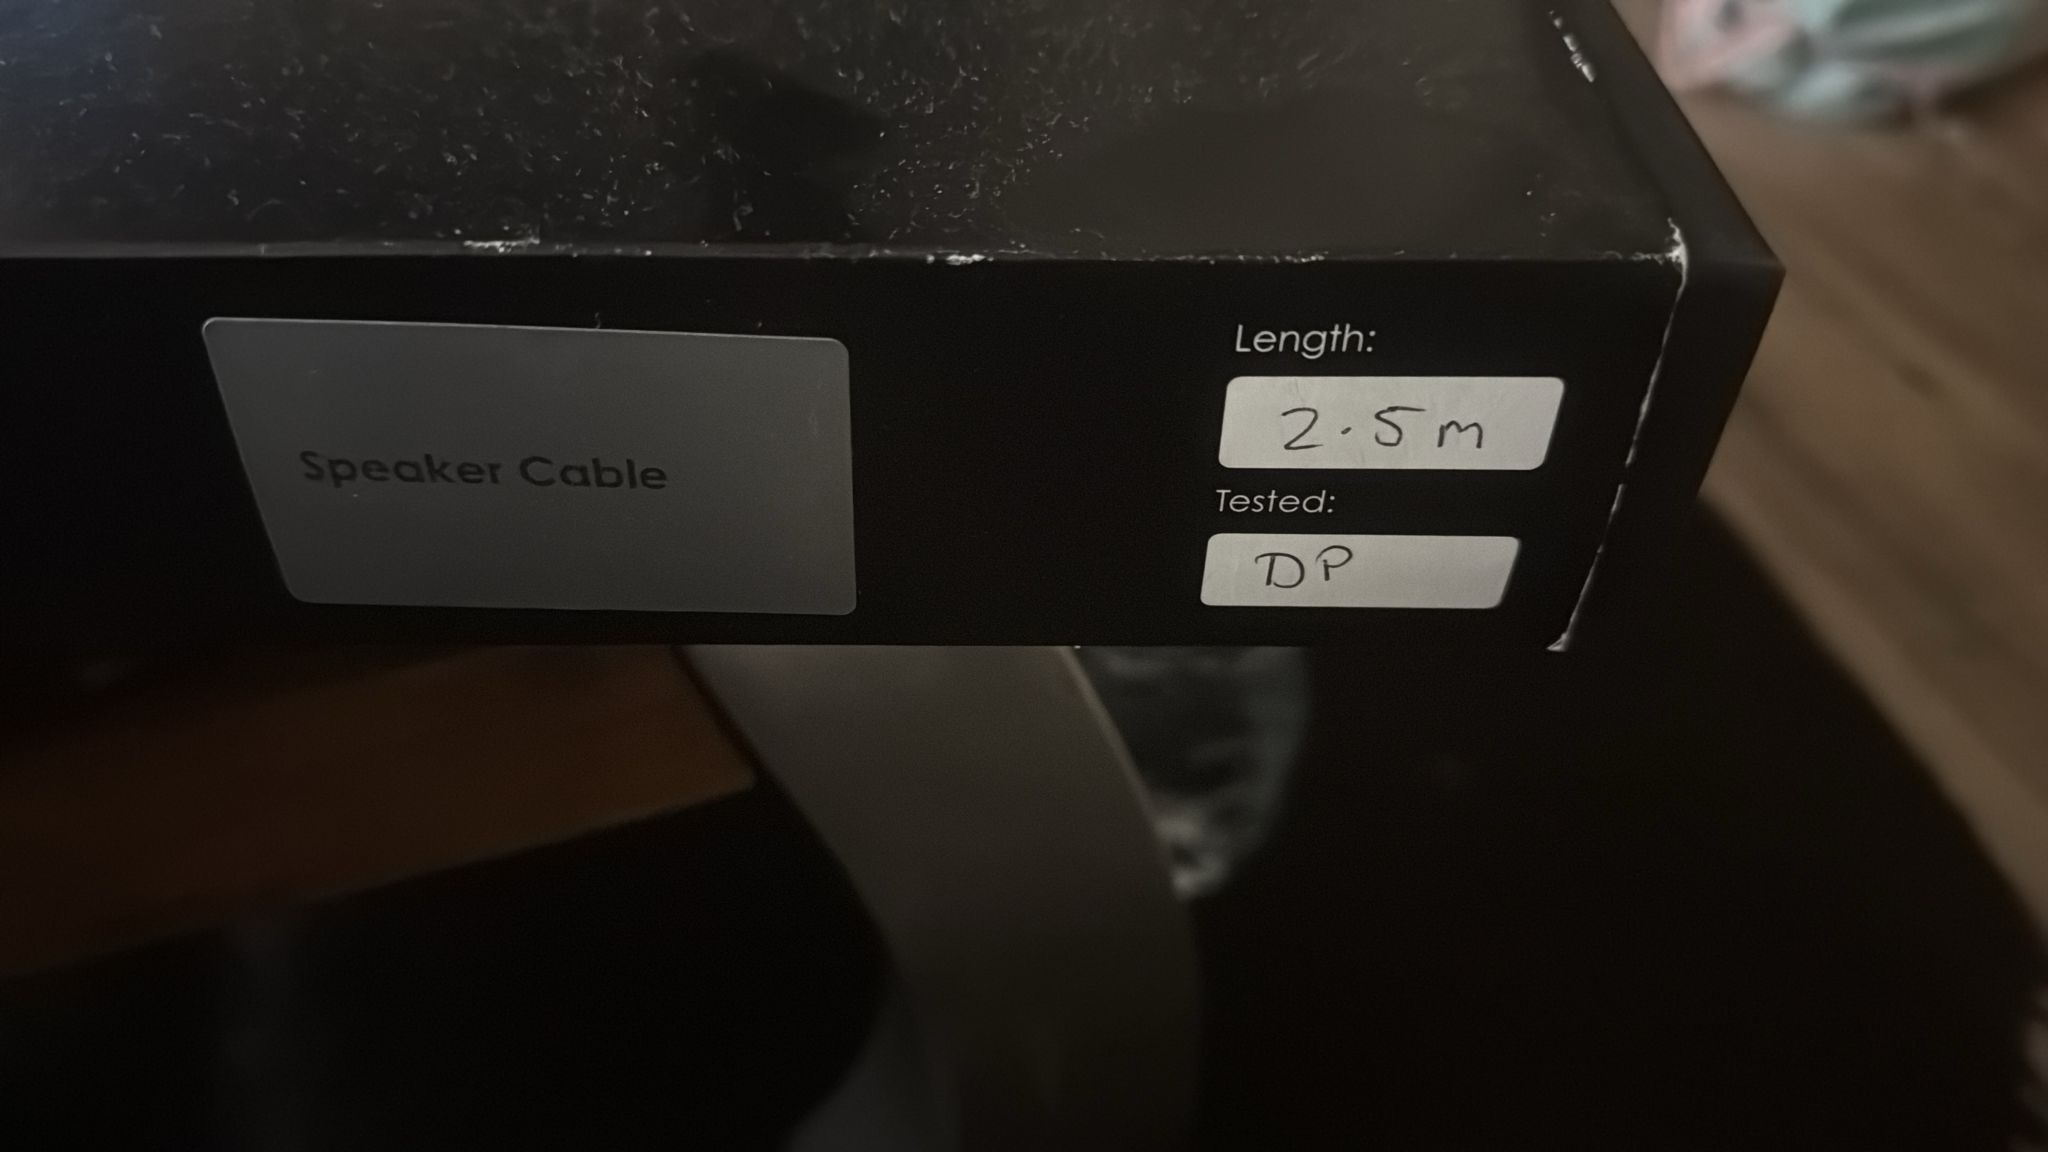 Speaker Cable
Length:
2.5m
Tested:
DP